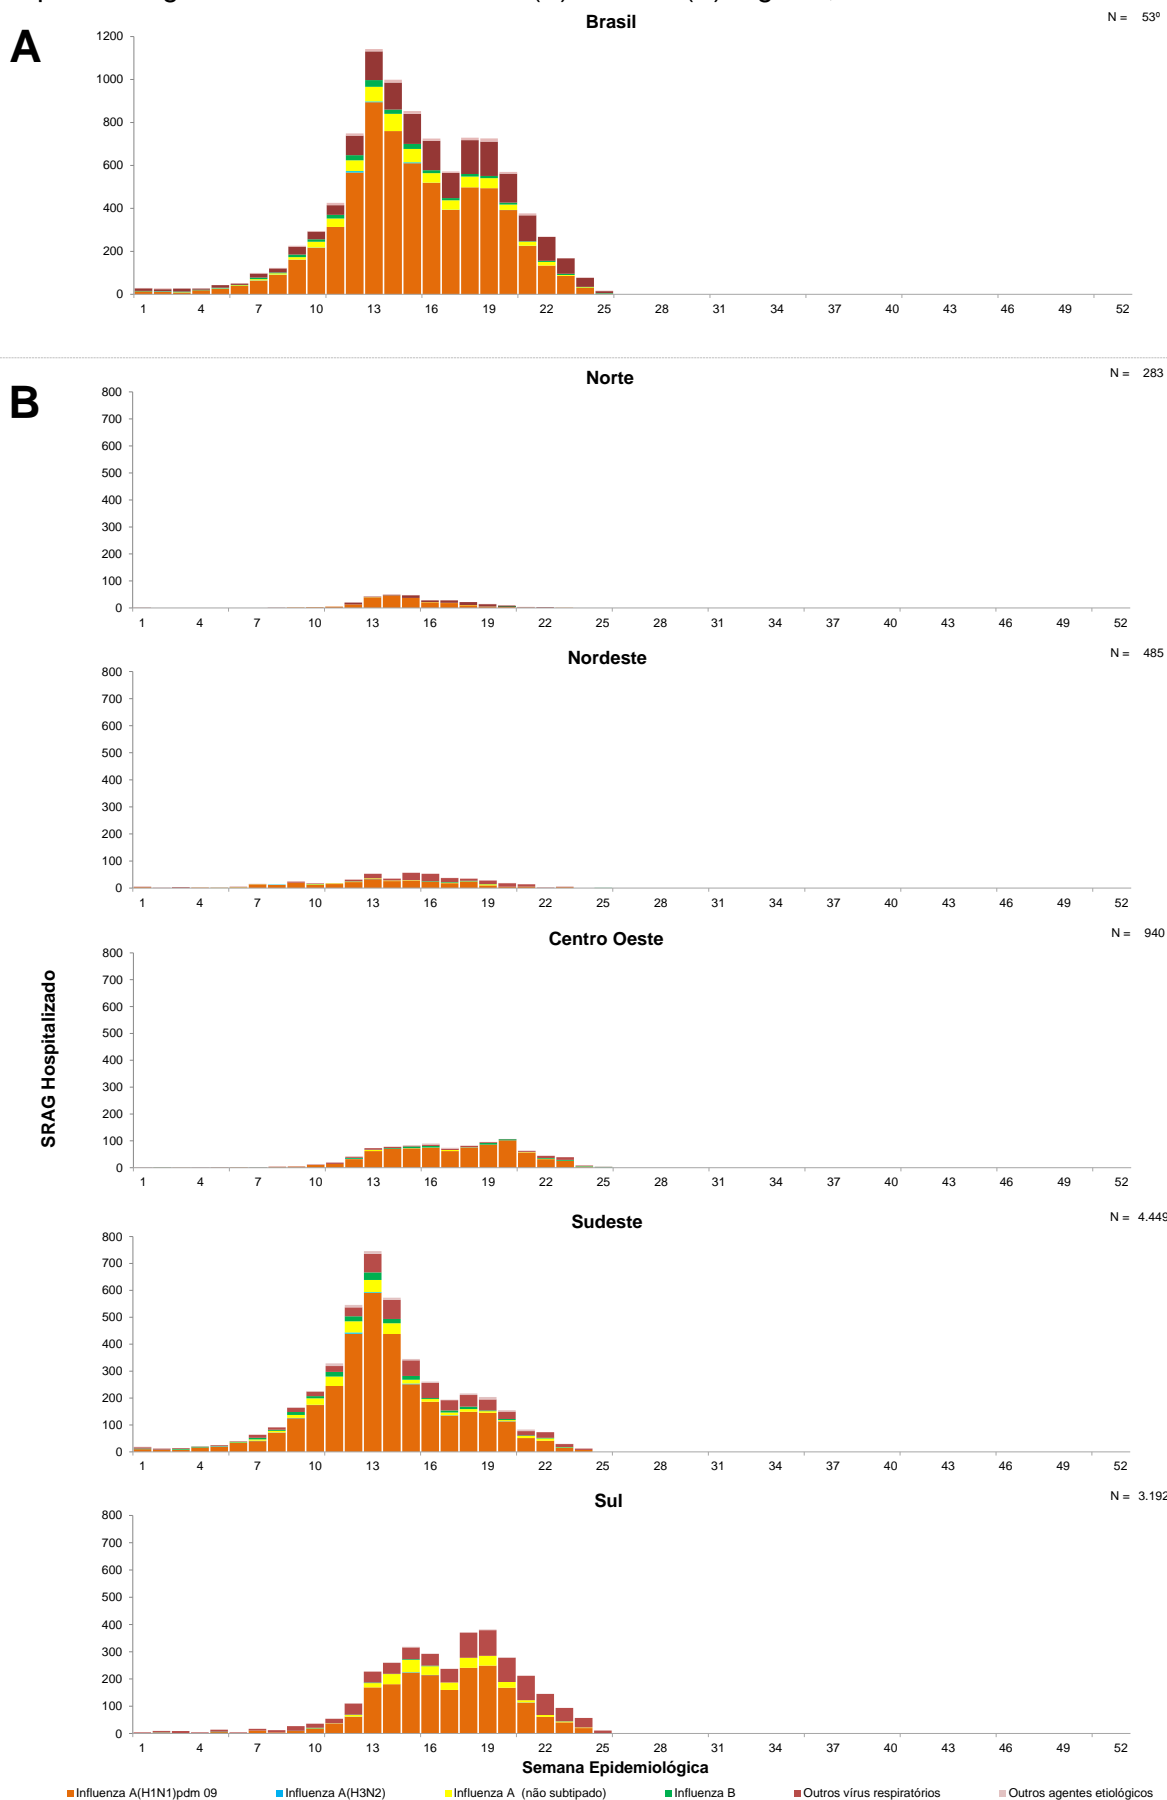 Brasil
N = 53º
A
1200
1000
800
600
400
200
0
1 4 7 10 13 16 19 22 25 28 31 34 37 40 43 46 49 52
B
Norte
N = 283
800
700
600
500
400
300
200
100
0
1 4 7 10 13 16 19 22 25 28 31 34 37 40 43 46 49 52
Nordeste
N = 485
800
700
600
500
400
300
200
100
0
1 4 7 10 13 16 19 22 25 28 31 34 37 40 43 46 49 52
SRAG Hospitalizado
Centro Oeste
N = 940
800
700
600
500
400
300
200
100
0
1 4 7 10 13 16 19 22 25 28 31 34 37 40 43 46 49 52
Sudeste
N = 4.449
800
700
600
500
400
300
200
100
0
1 4 7 10 13 16 19 22 25 28 31 34 37 40 43 46 49 52
Sul
N = 3.192
800
700
600
500
400
300
200
100
0
1 4 7 10 13 16 19 22 25 28 31 34 37 40 43 46 49 52
Semana Epidemiológica
Influenza A(H1N1)pdm 09 Influenza A(H3N2) Influenza A (não subtipado) Influenza B Outros vírus respiratórios Outros agentes etiológicos